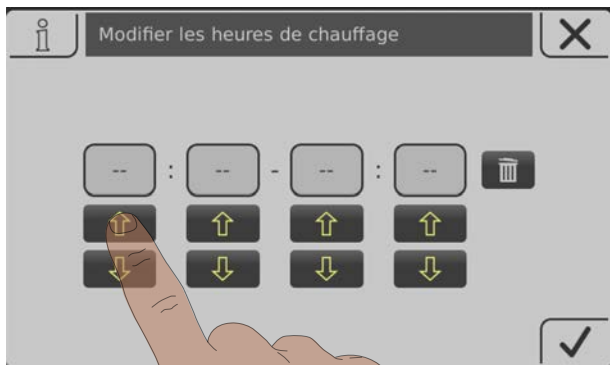 Modifier les heures de chauffage
-- : -- - -- : --